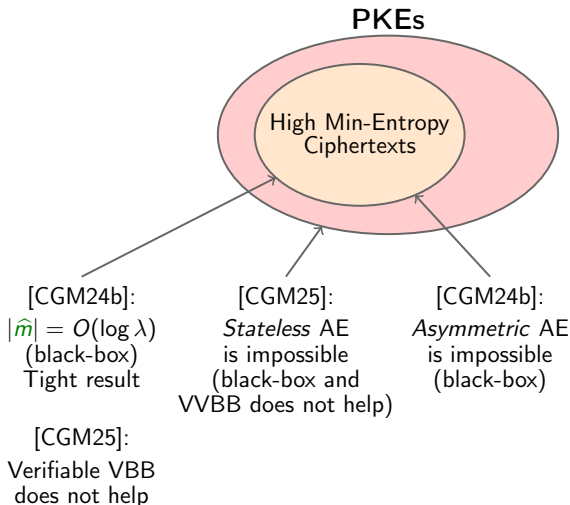 PKEs
High Min-Entropy
Ciphertexts
[CGM24b]:
|m̂| = O(log λ)
(black-box)
Tight result
[CGM25]:
Verifiable VBB
does not help
[CGM25]:
Stateless AE
is impossible
(black-box and
VVBB does not help)
[CGM24b]:
Asymmetric AE
is impossible
(black-box)